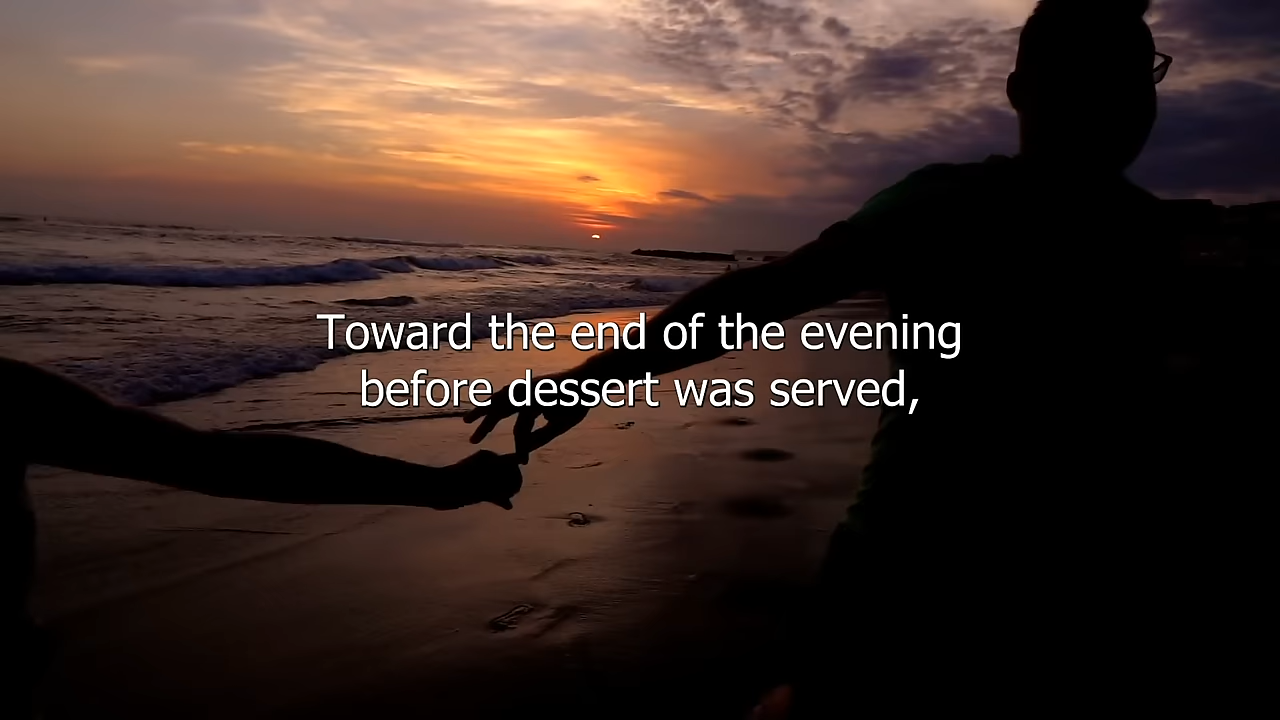 Toward the end of the evening
before dessert was served,